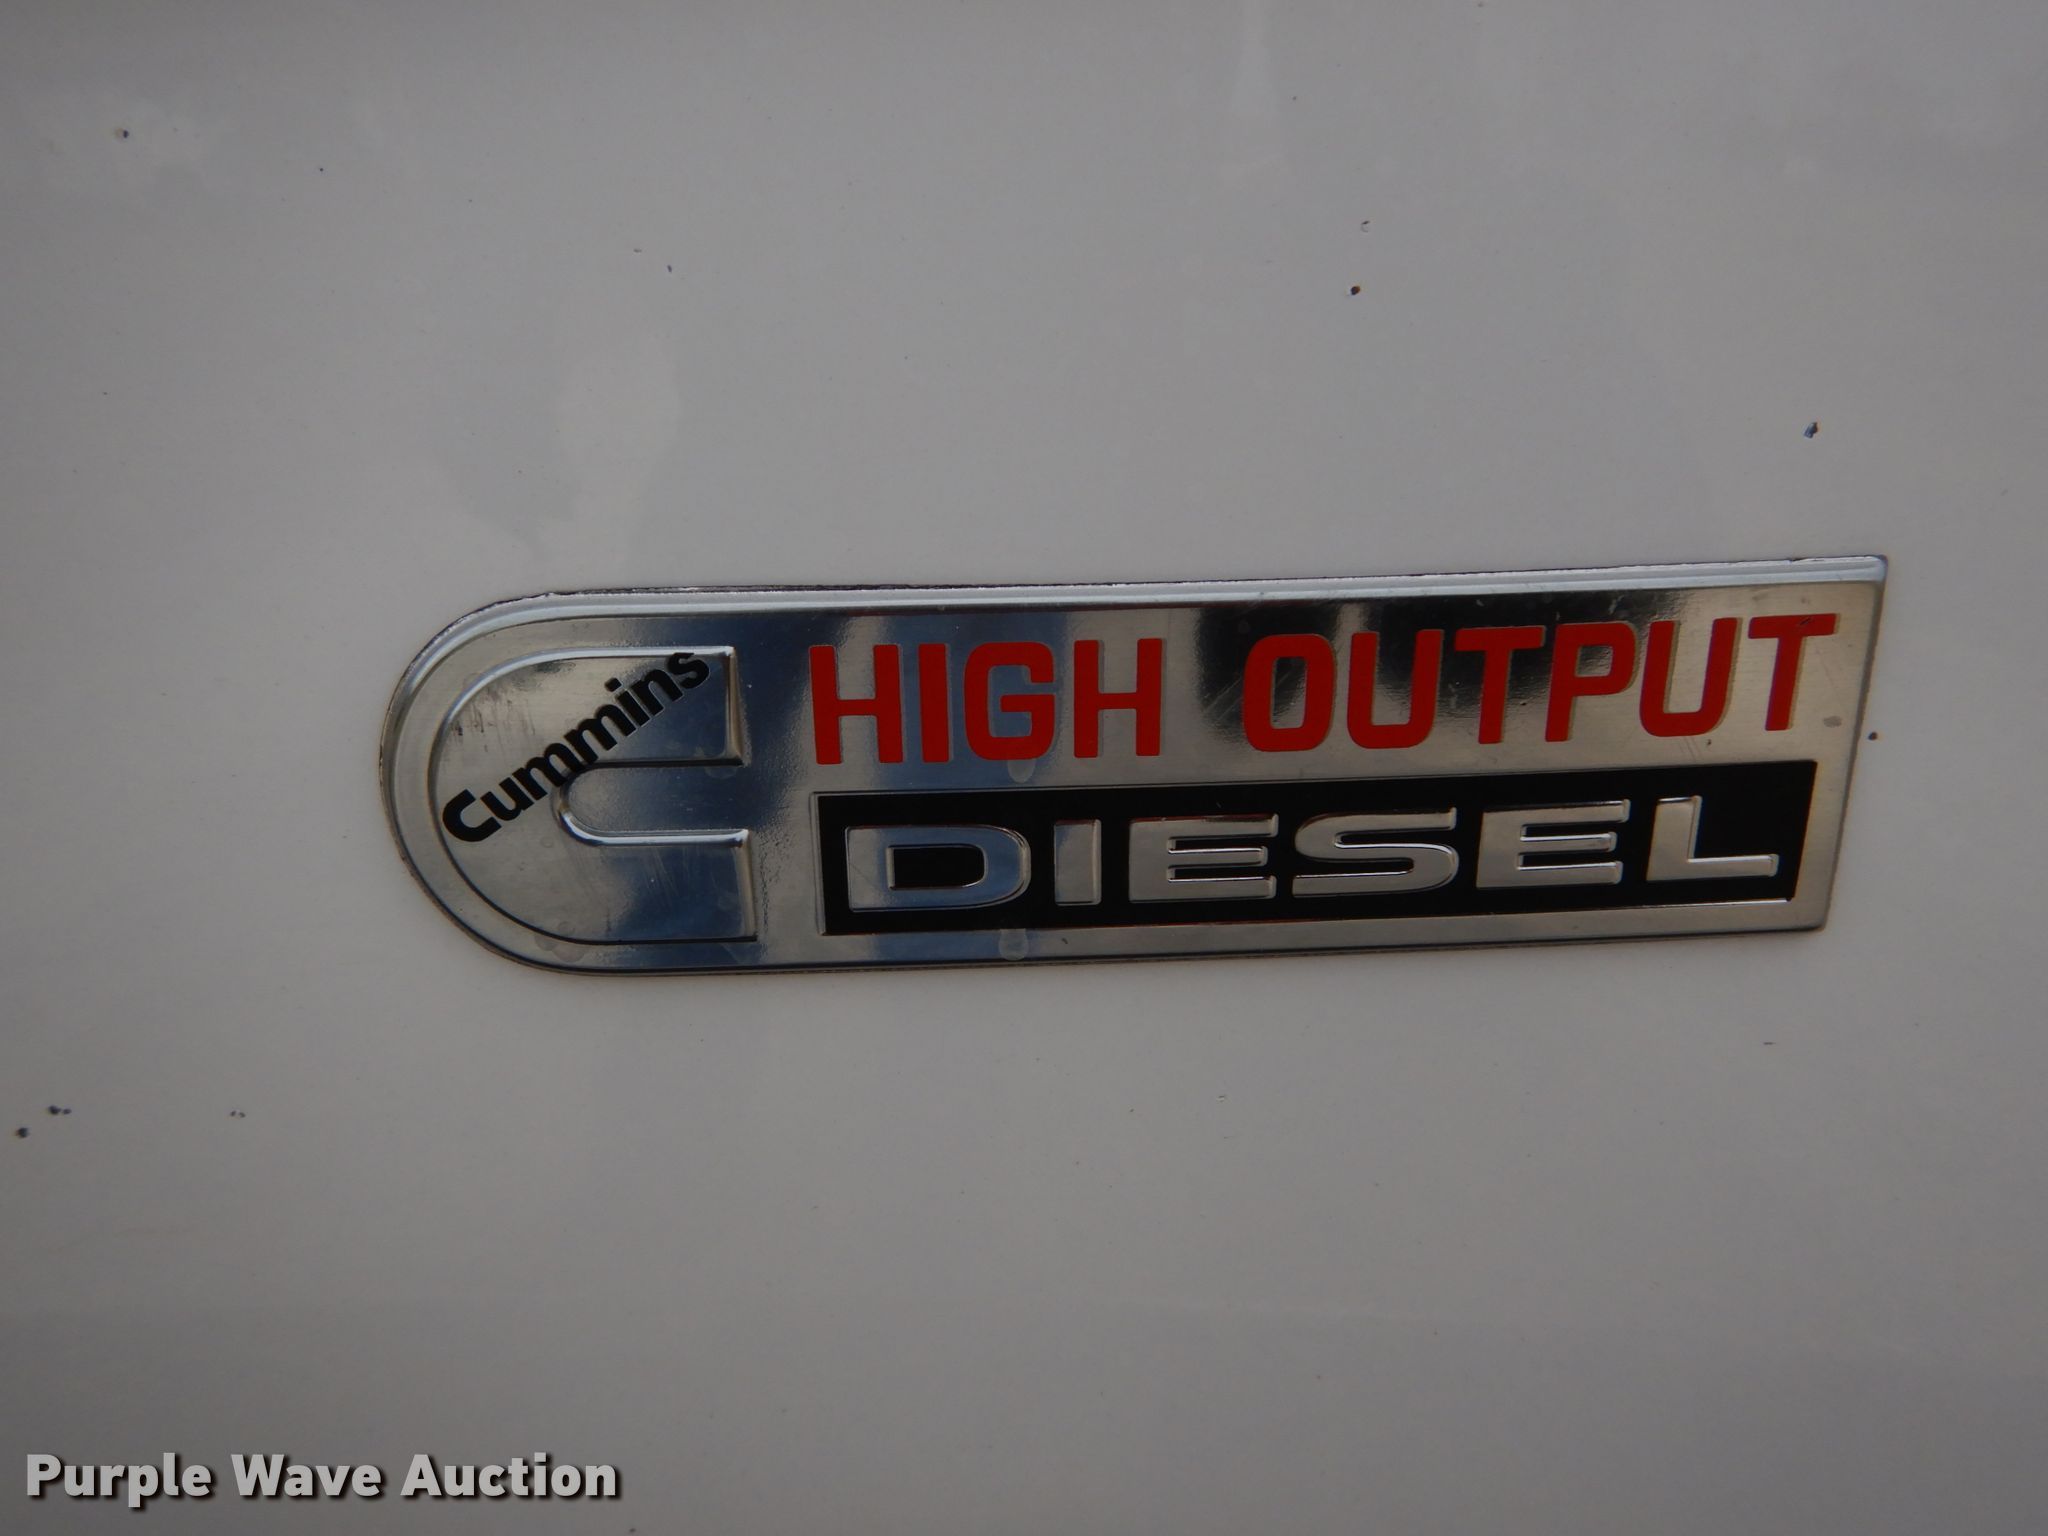 Cummins
HIGH OUTPUT
DIESEL
Purple Wave Auction